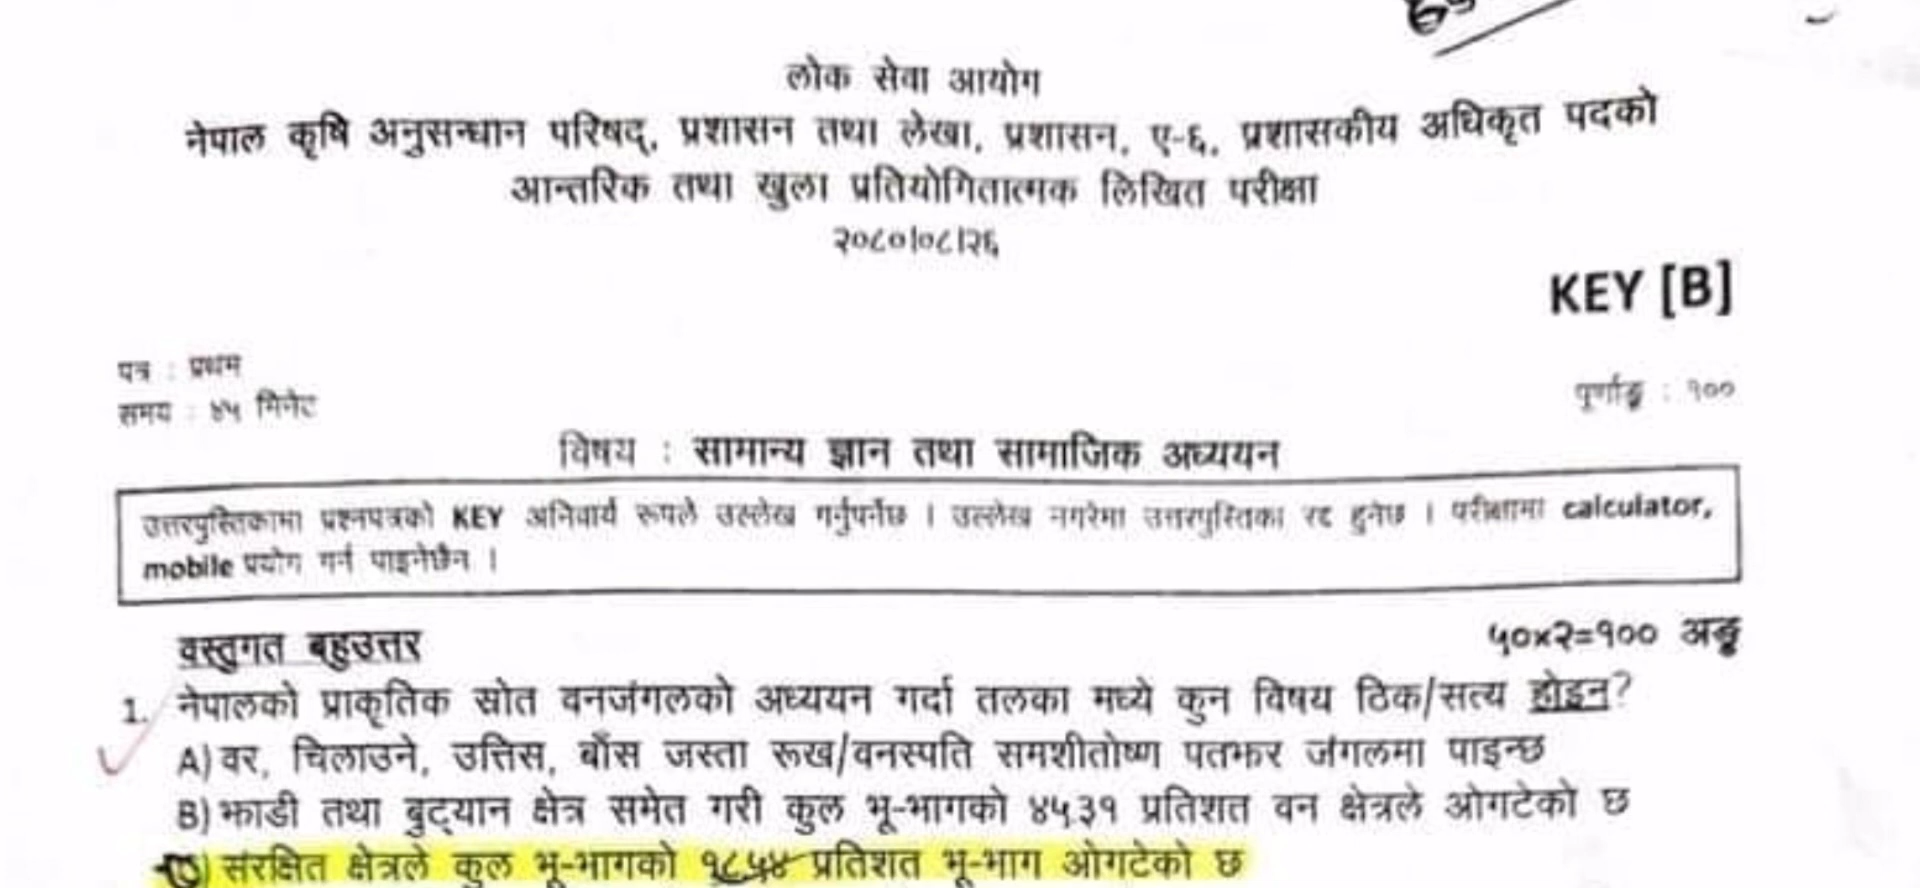 लोक सेवा आयोग
नेपाल कृषि अनुसन्धान परिषद्, प्रशासन तथा लेखा, प्रशासन, ए-६, प्रशासकीय अधिकृत पदको
आन्तरिक तथा खुला प्रतियोगितात्मक लिखित परीक्षा
२०८०|०८|२६
KEY [B]
पत्र : प्रथम
समय : ४५ मिनेट
पूर्णाङ्क : १००
विषय : सामान्य ज्ञान तथा सामाजिक अध्ययन
उत्तरपुस्तिकामा प्रश्नपत्रको KEY अनिवार्य रूपले उल्लेख गर्नुपर्नेछ । उल्लेख नगरेमा उत्तरपुस्तिका रद्द हुनेछ । परीक्षामा calculator,
mobile प्रयोग गर्न पाइनेछैन ।
वस्तुगत बहुउत्तर
५०x२=१०० अङ्क
1. नेपालको प्राकृतिक स्रोत वनजंगलको अध्ययन गर्दा तलका मध्ये कुन विषय ठिक/सत्य होइन?
A) वर, चिलाउने, उत्तिस, बाँस जस्ता रूख/वनस्पति समशीतोष्ण पतझर जंगलमा पाइन्छ
B) झाडी तथा बुट्यान क्षेत्र समेत गरी कुल भू-भागको ४५.३१ प्रतिशत वन क्षेत्रले ओगटेको छ
संरक्षित क्षेत्रले कुल भू-भागको प्रतिशत भू-भाग ओगटेको छ